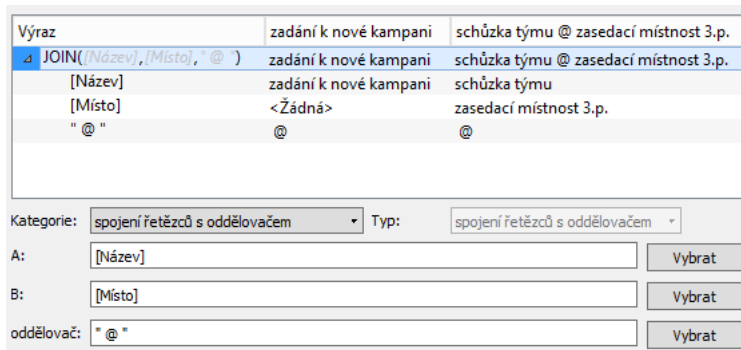 Výraz zadání k nové kampani schůzka týmu @ zasedací místnost 3.p.
JOIN([Název],[Místo]," @ ") zadání k nové kampani schůzka týmu @ zasedací místnost 3.p.
[Název] zadání k nové kampani schůzka týmu
[Místo] <Žádná> zasedací místnost 3.p.
" @ " @ @
Kategorie: spojení řetězců s oddělovačem Typ: spojení řetězců s oddělovačem
A: [Název] Vybrat
B: [Místo] Vybrat
oddělovač: " @ " Vybrat